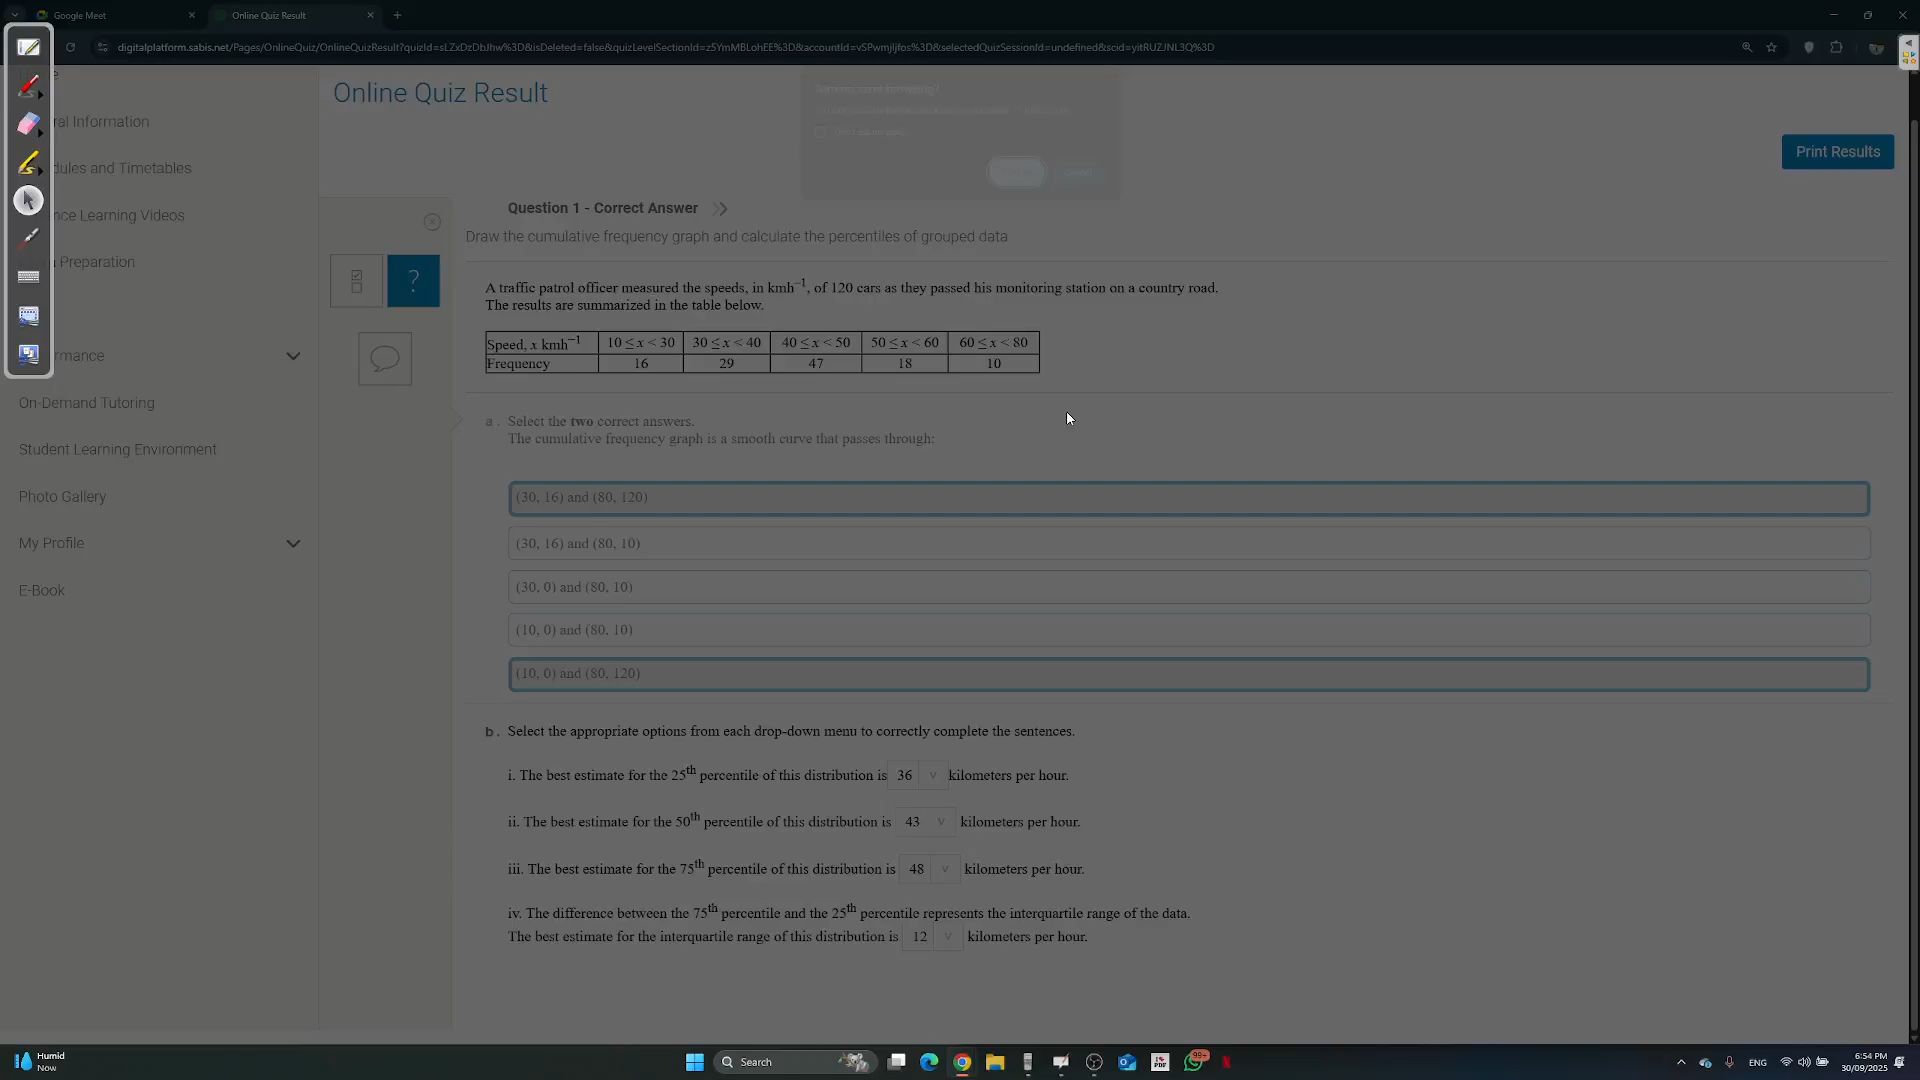 Google Meet
Online Quiz Result
digitalplatform.sabis.net/Pages/OnlineQuiz/OnlineQuizResult?quizId=sLZxDzDbJhw%3D&isDeleted=false&quizLevelSectionId=z5YmMBLohEE%3D&accountId=vSPwmjljfos%3D&selectedQuizSessionId=undefined&scid=yitRUZJNL3Q%3D
Online Quiz Result
Print Results
ral Information
dules and Timetables
nce Learning Videos
Preparation
rmance
On-Demand Tutoring
Student Learning Environment
Photo Gallery
My Profile
E-Book
Question 1 - Correct Answer
Draw the cumulative frequency graph and calculate the percentiles of grouped data
?
A traffic patrol officer measured the speeds, in kmh⁻¹, of 120 cars as they passed his monitoring station on a country road.
The results are summarized in the table below.
Speed, x kmh⁻¹ 10 ≤ x < 30 30 ≤ x < 40 40 ≤ x < 50 50 ≤ x < 60 60 ≤ x < 80
Frequency 16 29 47 18 10
a. Select the two correct answers.
The cumulative frequency graph is a smooth curve that passes through:
(30, 16) and (80, 120)
(30, 16) and (80, 10)
(30, 0) and (80, 10)
(10, 0) and (80, 10)
(10, 0) and (80, 120)
b. Select the appropriate options from each drop-down menu to correctly complete the sentences.
i. The best estimate for the 25th percentile of this distribution is 36 kilometers per hour.
ii. The best estimate for the 50th percentile of this distribution is 43 kilometers per hour.
iii. The best estimate for the 75th percentile of this distribution is 48 kilometers per hour.
iv. The difference between the 75th percentile and the 25th percentile represents the interquartile range of the data.
The best estimate for the interquartile range of this distribution is 12 kilometers per hour.
Humid
Now
Search
99+
PDF
ENG
6:54 PM
30/09/2025